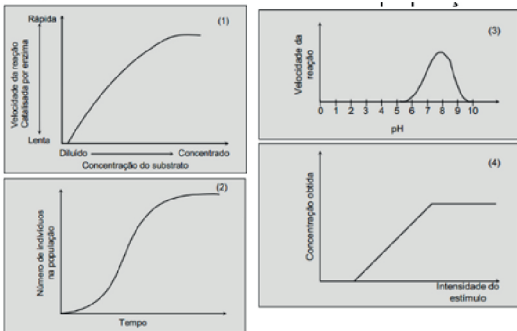 Rápida
(1)
Velocidade da reação
Catalisada por enzima
Lenta
Diluído
Concentrado
Concentração do substrato
(2)
Número de indivíduos
na população
Tempo
(3)
Velocidade da
reação
0 1 2 3 4 5 6 7 8 9 10
pH
(4)
Concentração obtida
Intensidade do
estímulo